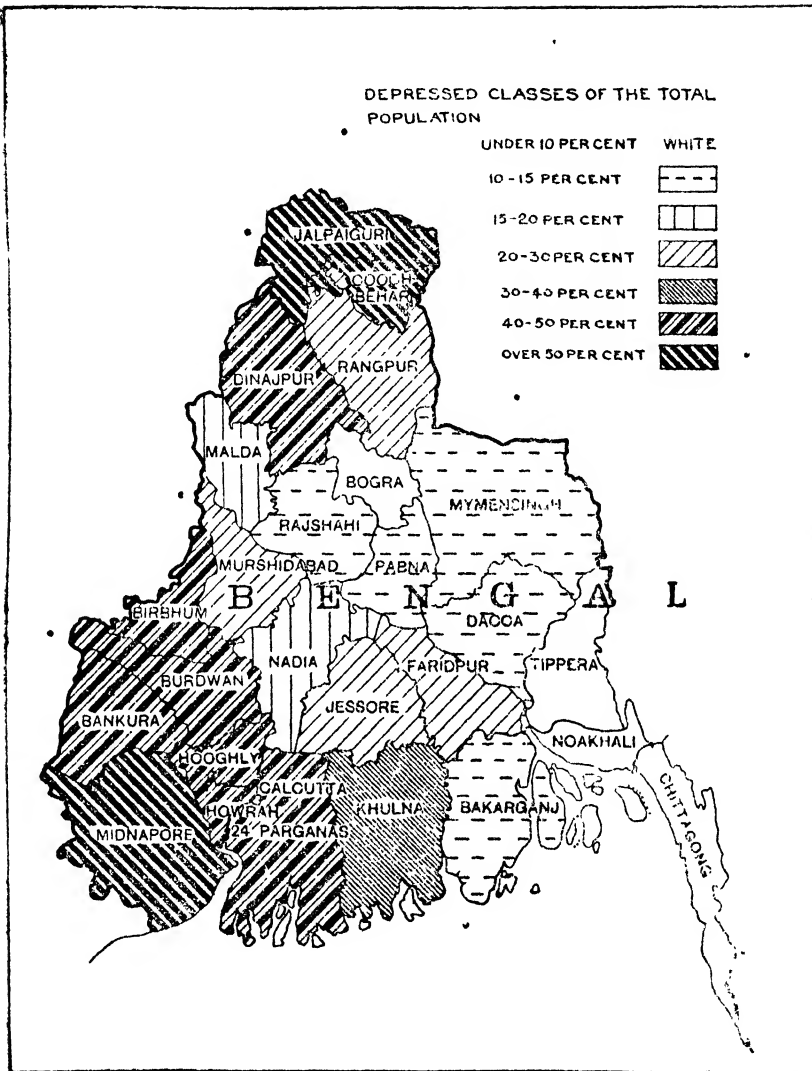 DEPRESSED CLASSES OF THE TOTAL
POPULATION
UNDER 10 PER CENT WHITE
10-15 PER CENT
15-20 PER CENT
20-30 PER CENT
30-40 PER CENT
40-50 PER CENT
OVER 50 PER CENT
JALPAIGURI
COOCH
BEHAR
DINAJPUR
RANGPUR
MALDA
BOGRA
MYMENSINGH
RAJSHAHI
MURSHIDABAD
PABNA
BENGAL
BIRBHUM
DACCA
NADIA
FARIDPUR
TIPPERA
BURDWAN
JESSORE
BANKURA
NOAKHALI
HOOGHLY
CALCUTTA
HOWRAH
KHULNA
BAKARGANJ
24 PARGANAS
MIDNAPORE
CHITTAGONG